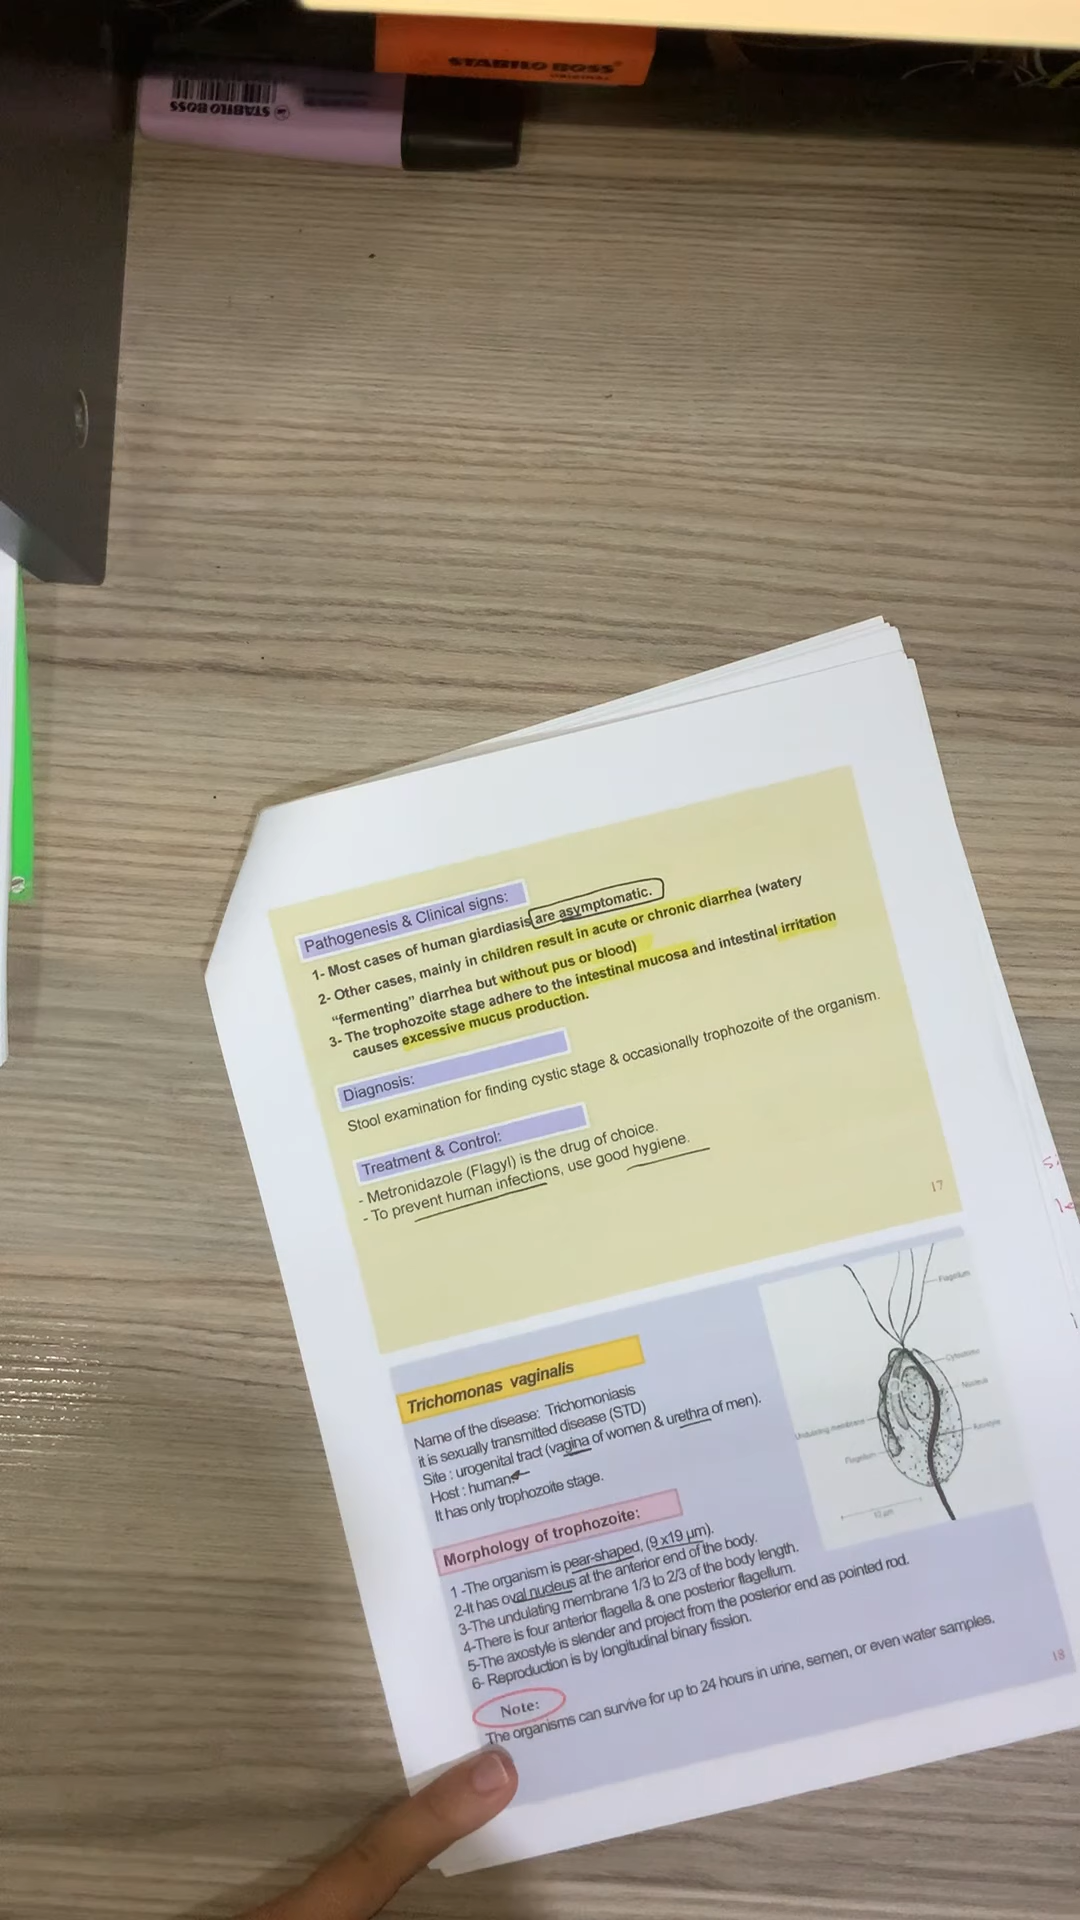 STABILO BOSS
ORIGINAL
STABILO BOSS
Pathogenesis & Clinical signs:
1- Most cases of human giardiasis are asymptomatic.
2- Other cases, mainly in children result in acute or chronic diarrhea (watery
“fermenting” diarrhea but without pus or blood)
3- The trophozoite stage adhere to the intestinal mucosa and intestinal irritation
causes excessive mucus production.
Diagnosis:
Stool examination for finding cystic stage & occasionally trophozoite of the organism.
Treatment & Control:
- Metronidazole (Flagyl) is the drug of choice.
- To prevent human infections, use good hygiene.
17
Trichomonas vaginalis
Name of the disease: Trichomoniasis
it is sexually transmitted disease (STD)
Site : urogenital tract (vagina of women & urethra of men).
Host : human
It has only trophozoite stage.
Flagellum
Cytostome
Nucleus
Undulating membrane
Axostyle
Flagellum
10 µm
Morphology of trophozoite:
1 -The organism is pear-shaped, (9 x19 µm).
2-It has oval nucleus at the anterior end of the body.
3-The undulating membrane 1/3 to 2/3 of the body length.
4-There is four anterior flagella & one posterior flagellum.
5-The axostyle is slender and project from the posterior end as pointed rod.
6- Reproduction is by longitudinal binary fission.
Note:
The organisms can survive for up to 24 hours in urine, semen, or even water samples,
18